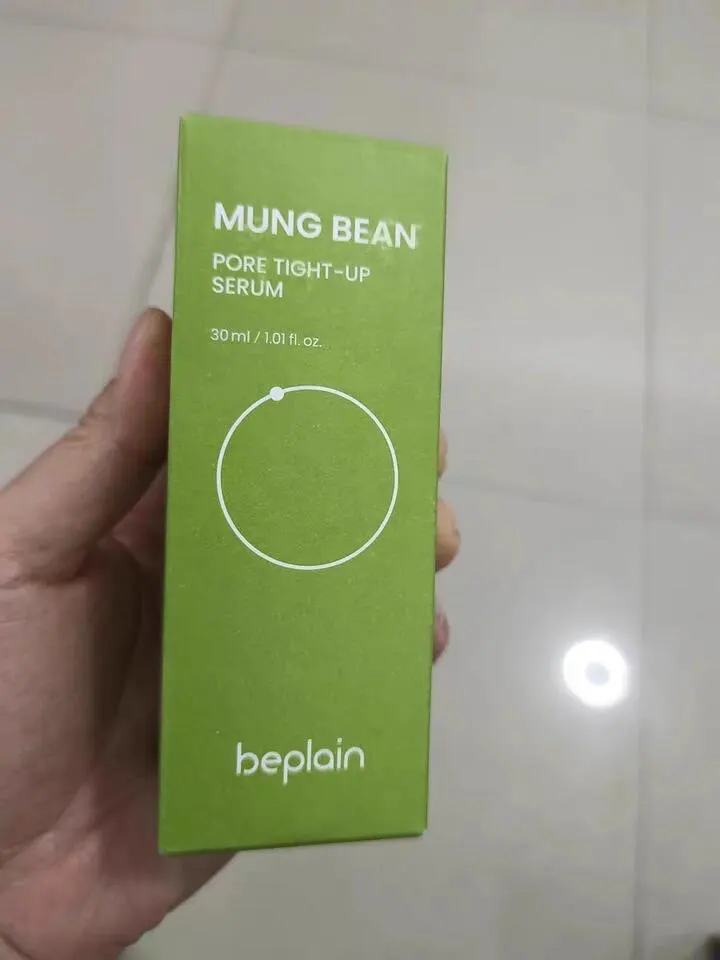 MUNG BEAN
PORE TIGHT-UP
SERUM
30 ml / 1.01 fl. oz.
beplain